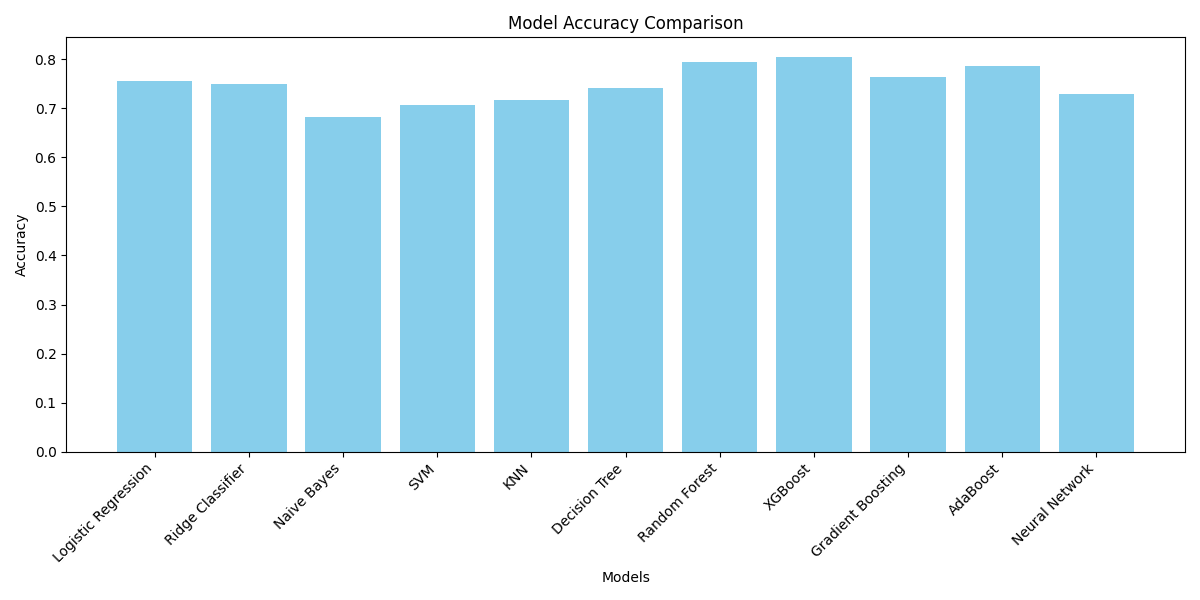 Model Accuracy Comparison
Accuracy
0.8
0.7
0.6
0.5
0.4
0.3
0.2
0.1
0.0
Logistic Regression
Ridge Classifier
Naive Bayes
SVM
KNN
Decision Tree
Random Forest
XGBoost
Gradient Boosting
AdaBoost
Neural Network
Models